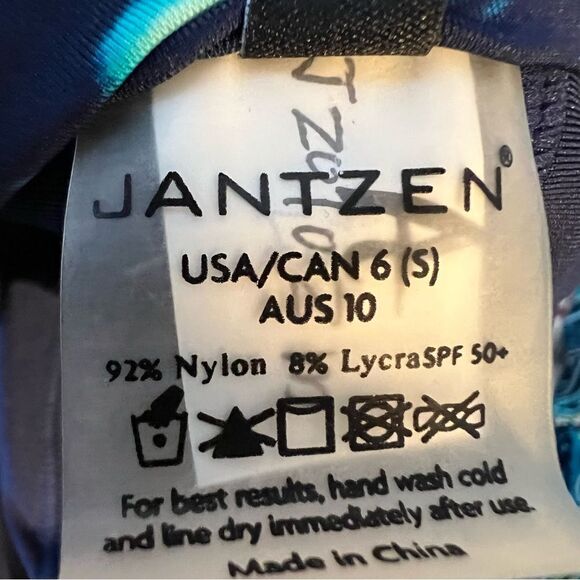 JANTZEN®
USA/CAN 6 (S)
AUS 10
92% Nylon 8% LycraSPF 50+
For best results, hand wash cold
and line dry immediately after use.
Made in China